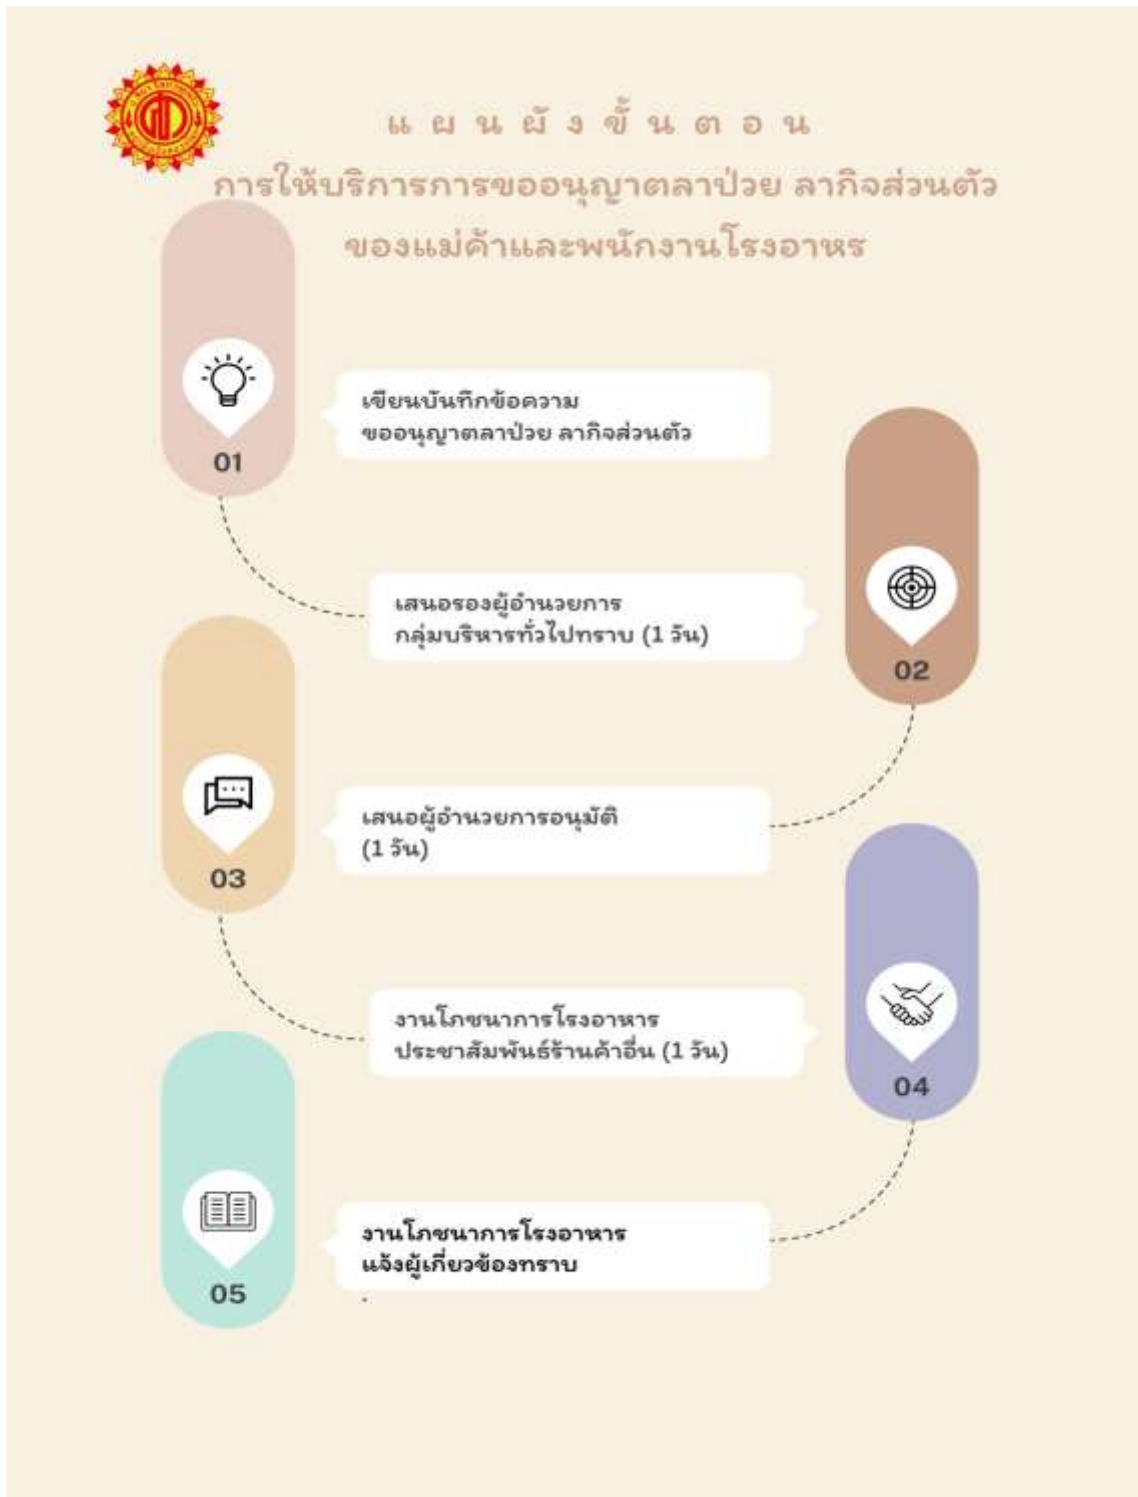 แผนผังขั้นตอน
การให้บริการการขออนุญาตลาป่วย ลากิจส่วนตัว
ของแม่ค้าและพนักงานโรงอาหร
เขียนบันทึกข้อความ
ขออนุญาตลาป่วย ลากิจส่วนตัว
01
เสนอรองผู้อำนวยการ
กลุ่มบริหารทั่วไปทราบ (1 วัน)
02
เสนอผู้อำนวยการอนุมัติ
(1 วัน)
03
งานโภชนาการโรงอาหาร
ประชาสัมพันธ์ร้านค้าอื่น (1 วัน)
04
งานโภชนาการโรงอาหาร
แจ้งผู้เกี่ยวข้องทราบ
.
05